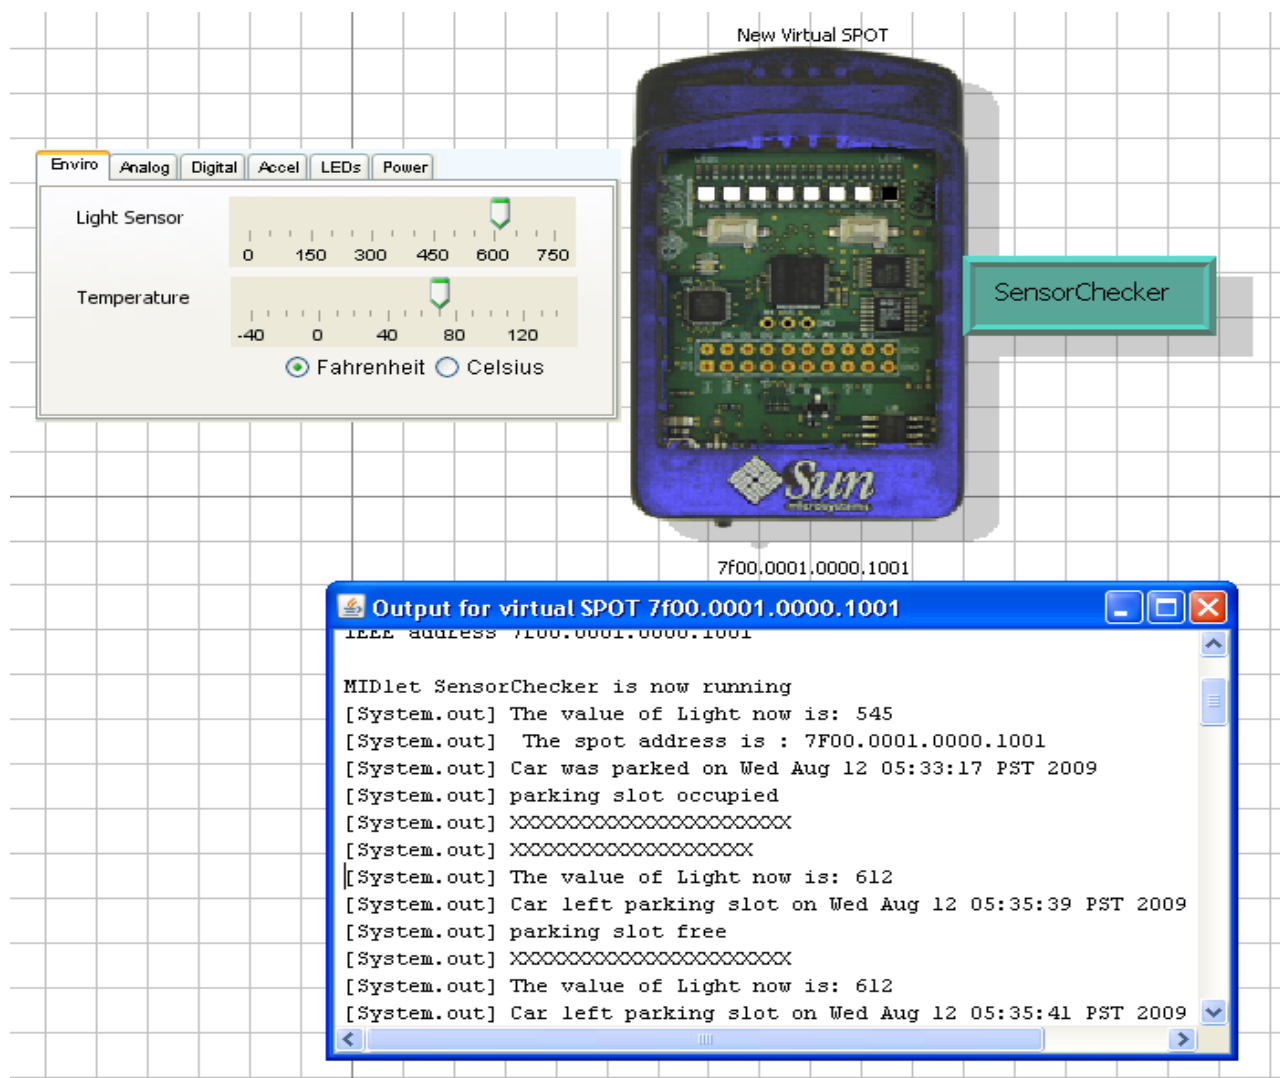 New Virtual SPOT
Enviro Analog Digital Accel LEDs Power
Light Sensor
0 150 300 450 600 750
Temperature
-40 0 40 80 120
Fahrenheit Celsius
SensorChecker
Sun
microsystems
7f00.0001.0000.1001
Output for virtual SPOT 7f00.0001.0000.1001
IEEE address 7f00.0001.0000.1001
MIDlet SensorChecker is now running
[System.out] The value of Light now is: 545
[System.out]  The spot address is : 7F00.0001.0000.1001
[System.out] Car was parked on Wed Aug 12 05:33:17 PST 2009
[System.out] parking slot occupied
[System.out] XXXXXXXXXXXXXXXXXXXXXX
[System.out] XXXXXXXXXXXXXXXXXXX
[System.out] The value of Light now is: 612
[System.out] Car left parking slot on Wed Aug 12 05:35:39 PST 2009
[System.out] parking slot free
[System.out] XXXXXXXXXXXXXXXXXXXXXX
[System.out] The value of Light now is: 612
[System.out] Car left parking slot on Wed Aug 12 05:35:41 PST 2009